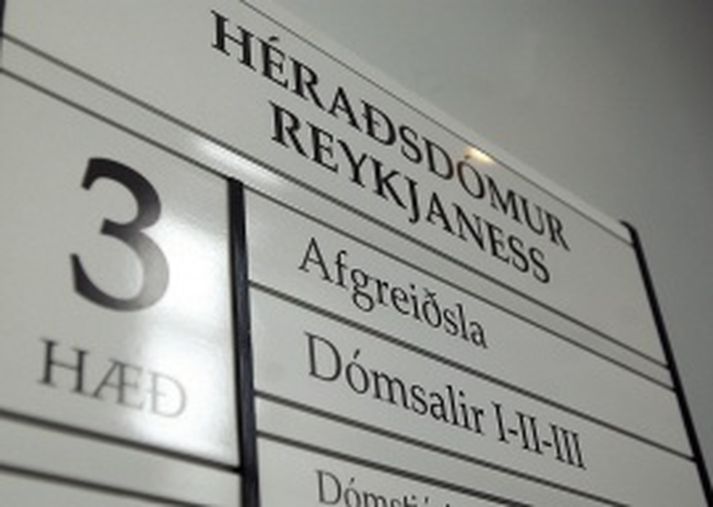 HÉRAÐSDÓMUR
REYKJANESS
3
HÆÐ
Afgreiðsla
Dómsalir I-II-III